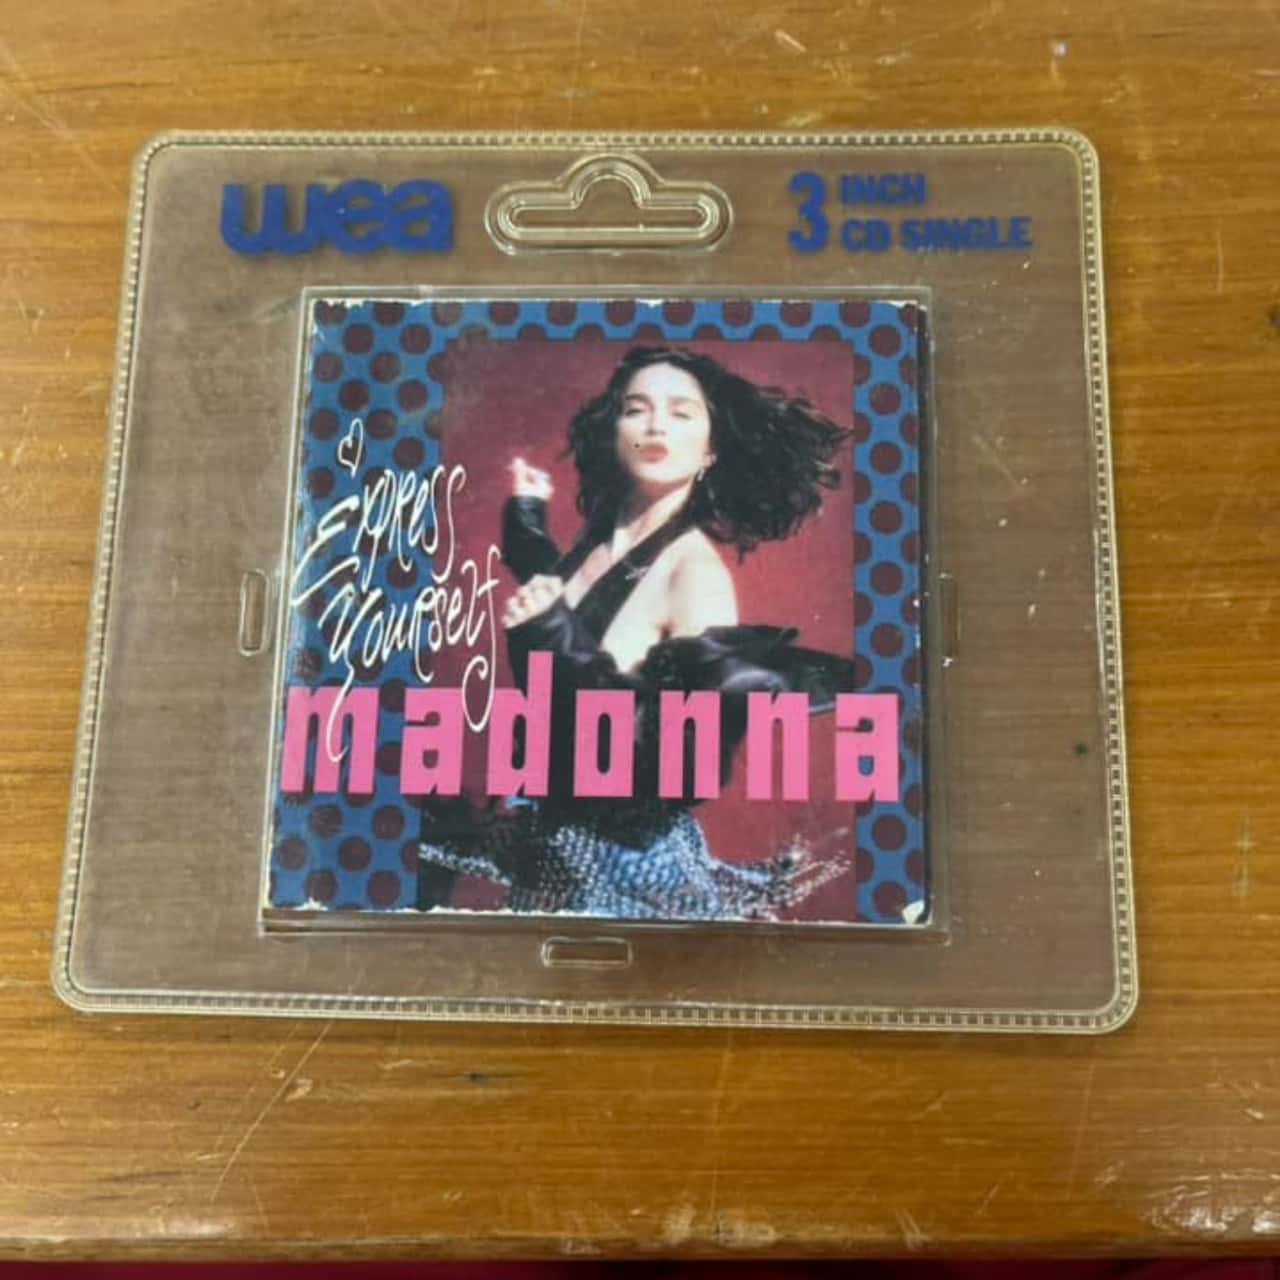 wea
3 INCH
CD SINGLE
Express
Yourself
madonna